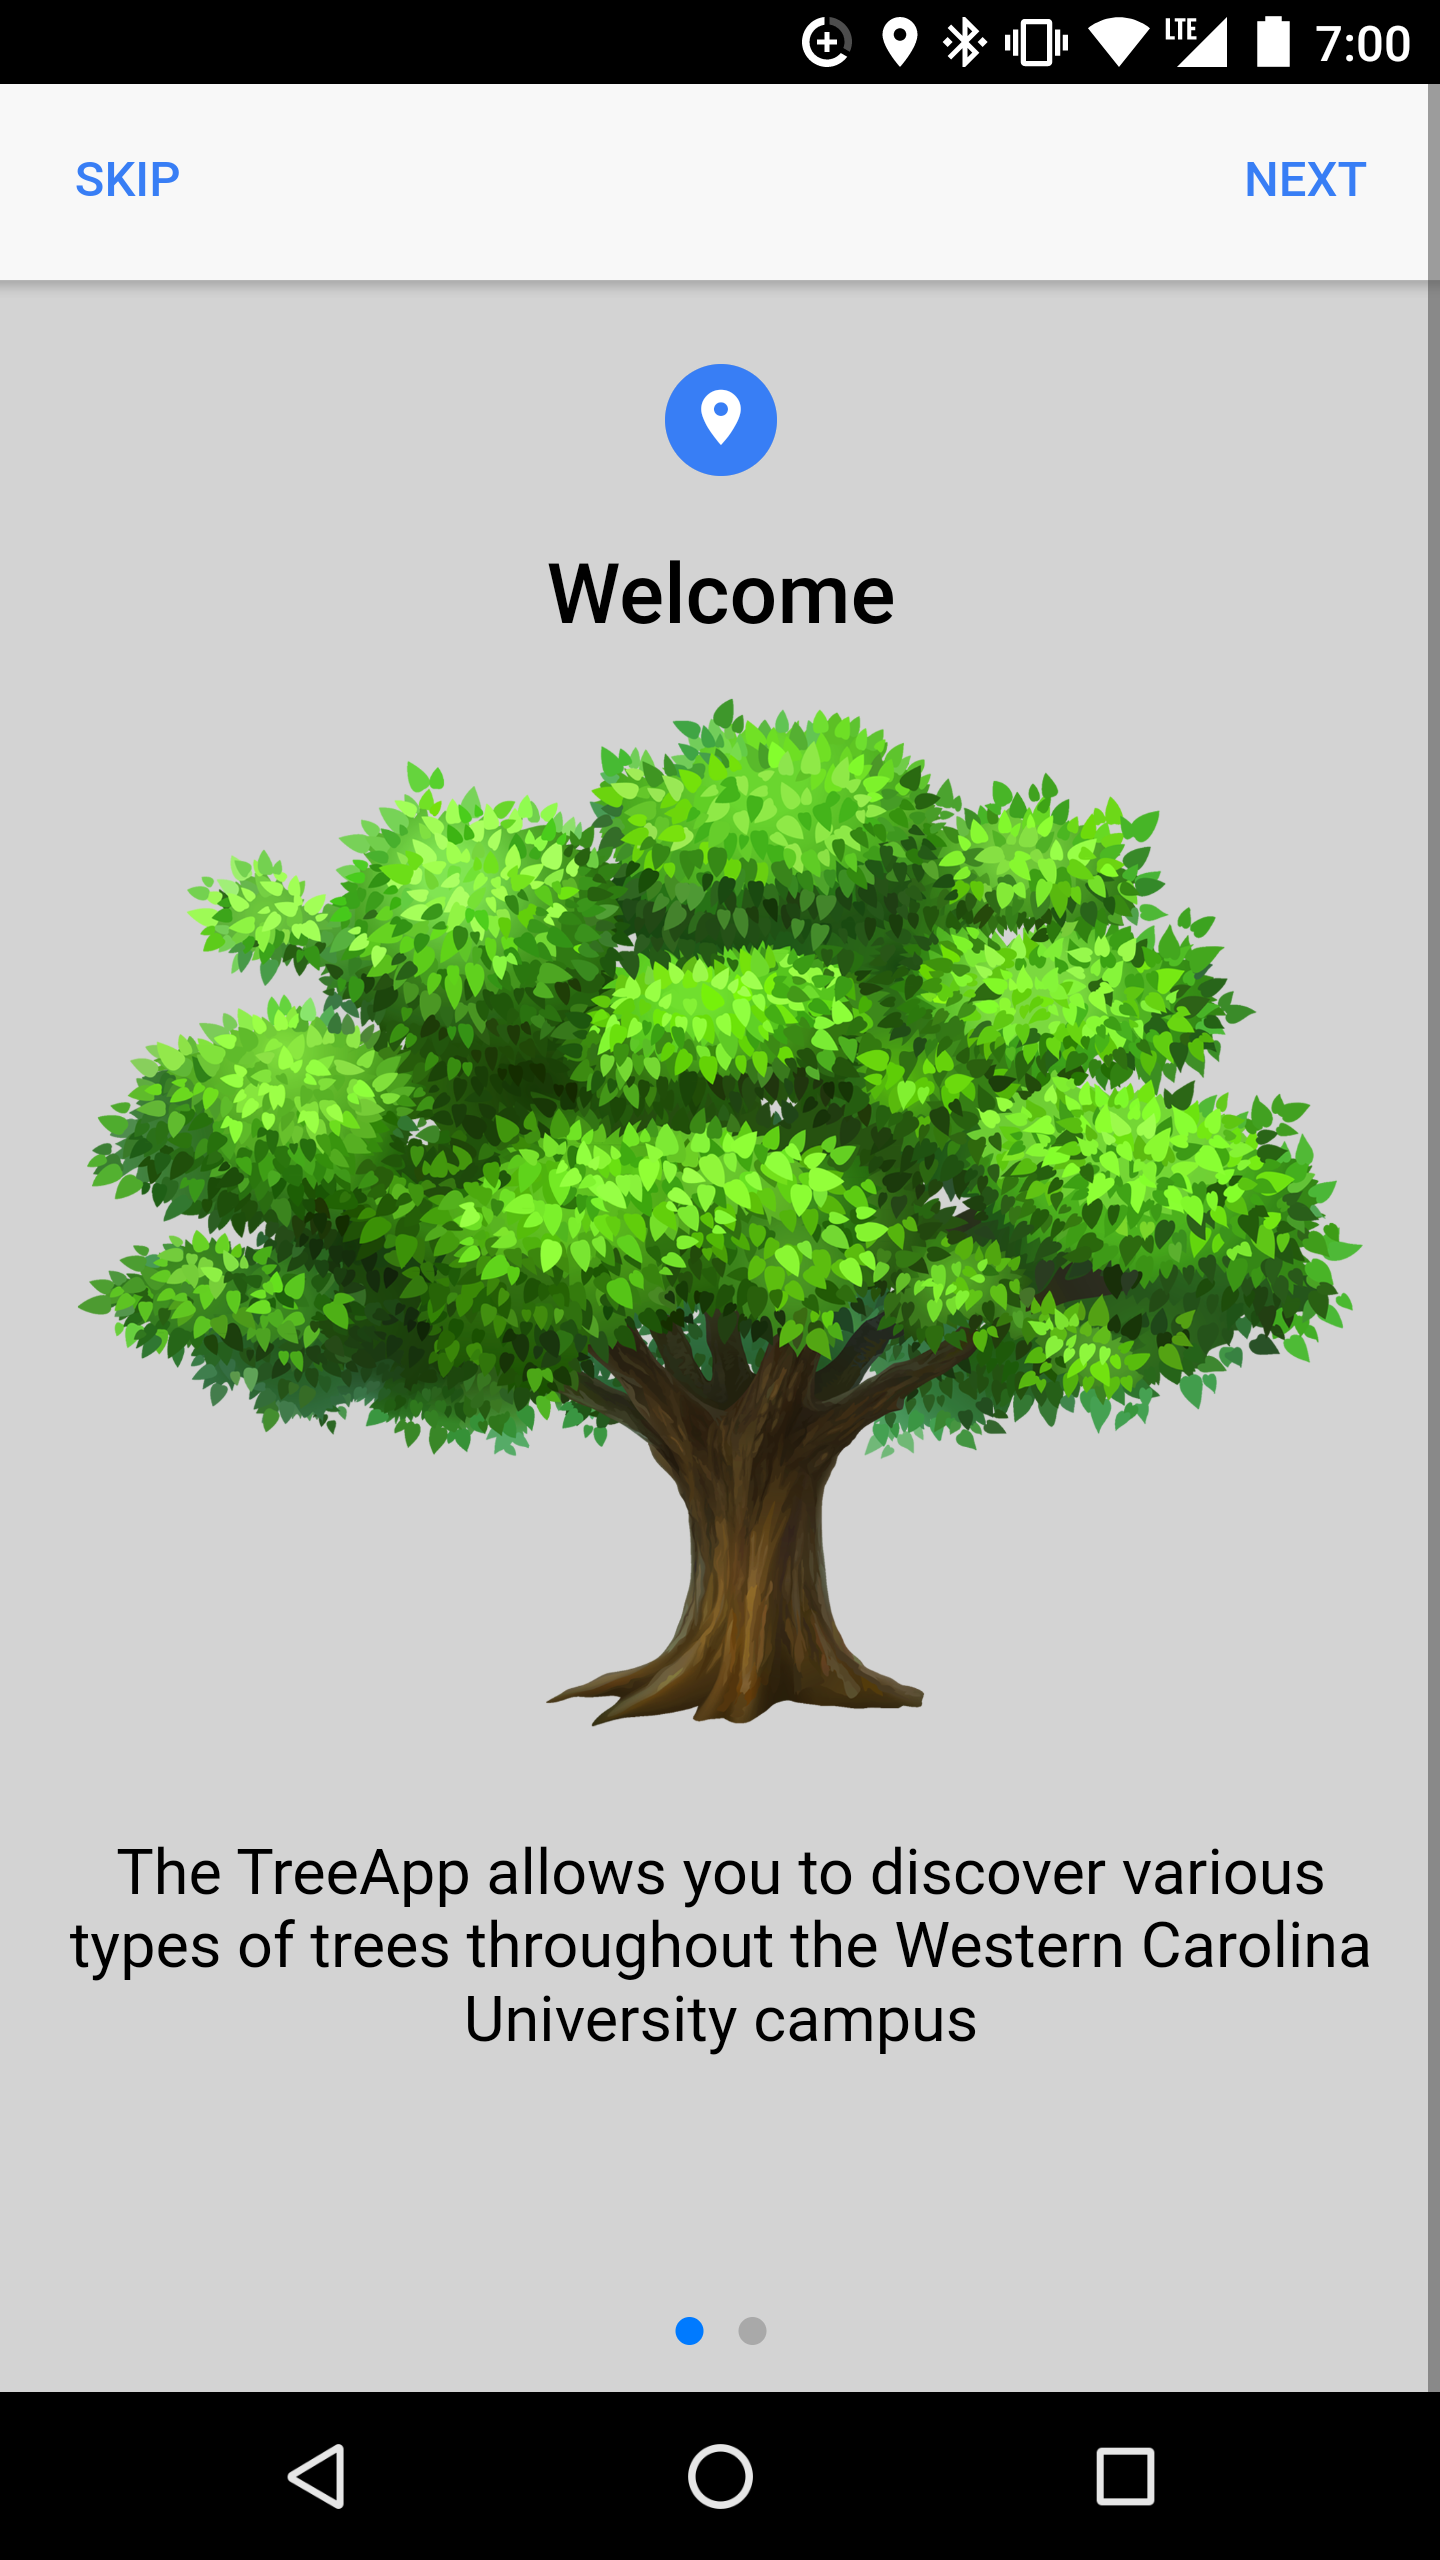 LTE 7:00
SKIP NEXT
Welcome
The TreeApp allows you to discover various
types of trees throughout the Western Carolina
University campus